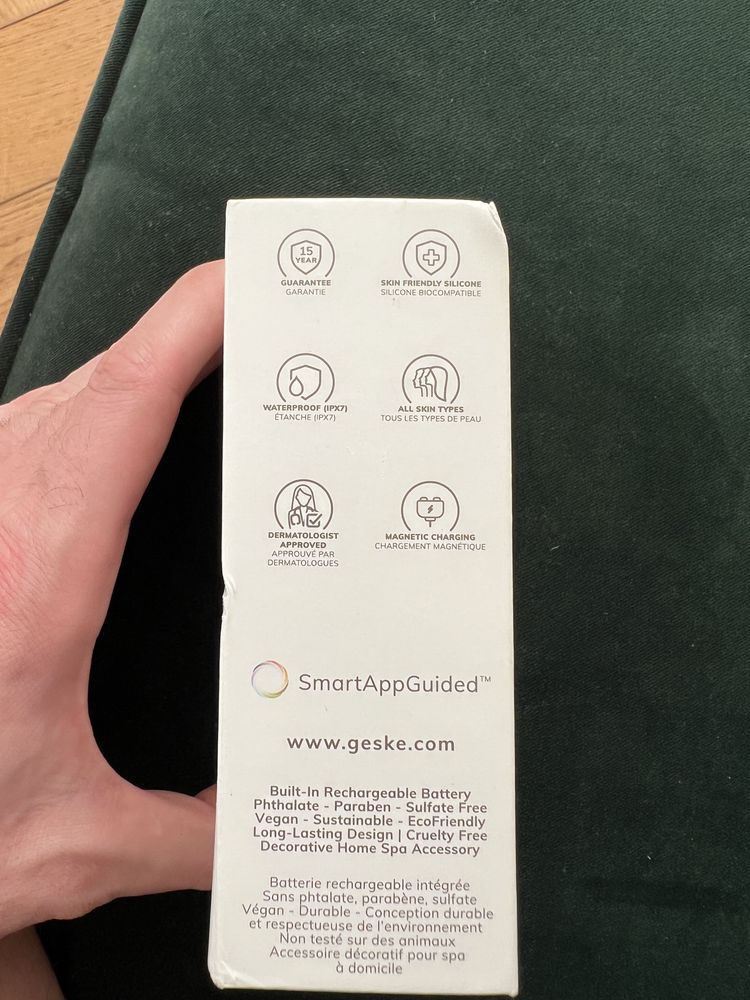 15
YEAR
GUARANTEE
GARANTIE
SKIN FRIENDLY SILICONE
SILICONE BIOCOMPATIBLE
WATERPROOF (IPX7)
ÉTANCHE (IPX7)
ALL SKIN TYPES
TOUS LES TYPES DE PEAU
DERMATOLOGIST
APPROVED
APPROUVÉ PAR
DERMATOLOGUES
MAGNETIC CHARGING
CHARGEMENT MAGNÉTIQUE
SmartAppGuided™
www.geske.com
Built-In Rechargeable Battery
Phthalate - Paraben - Sulfate Free
Vegan - Sustainable - EcoFriendly
Long-Lasting Design | Cruelty Free
Decorative Home Spa Accessory
Batterie rechargeable intégrée
Sans phtalate, parabène, sulfate
Végan - Durable - Conception durable
et respectueuse de l'environnement
Non testé sur des animaux
Accessoire décoratif pour spa
à domicile